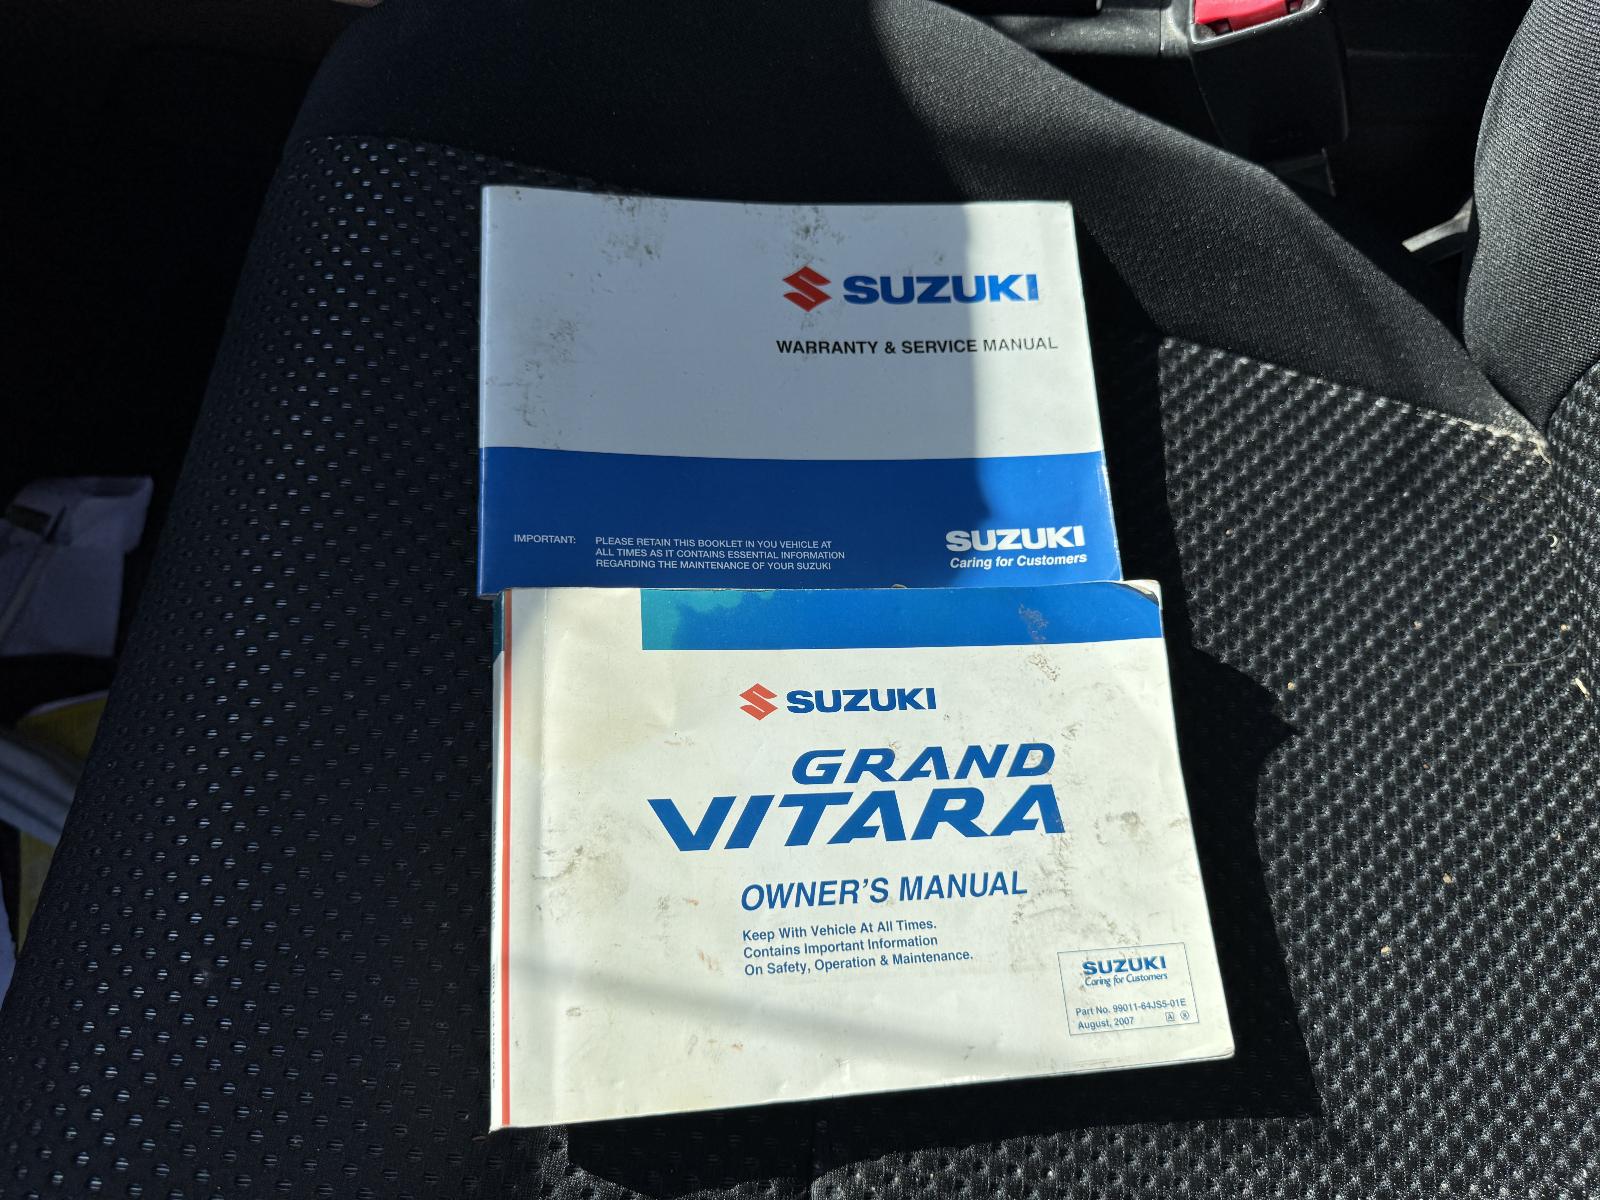 SUZUKI
WARRANTY & SERVICE MANUAL
IMPORTANT: PLEASE RETAIN THIS BOOKLET IN YOU VEHICLE AT
ALL TIMES AS IT CONTAINS ESSENTIAL INFORMATION
REGARDING THE MAINTENANCE OF YOUR SUZUKI
SUZUKI
Caring for Customers
SUZUKI
GRAND
VITARA
OWNER'S MANUAL
Keep With Vehicle At All Times.
Contains Important Information
On Safety, Operation & Maintenance.
SUZUKI
Caring for Customers
Part No. 99011-64JS5-01E
August, 2007